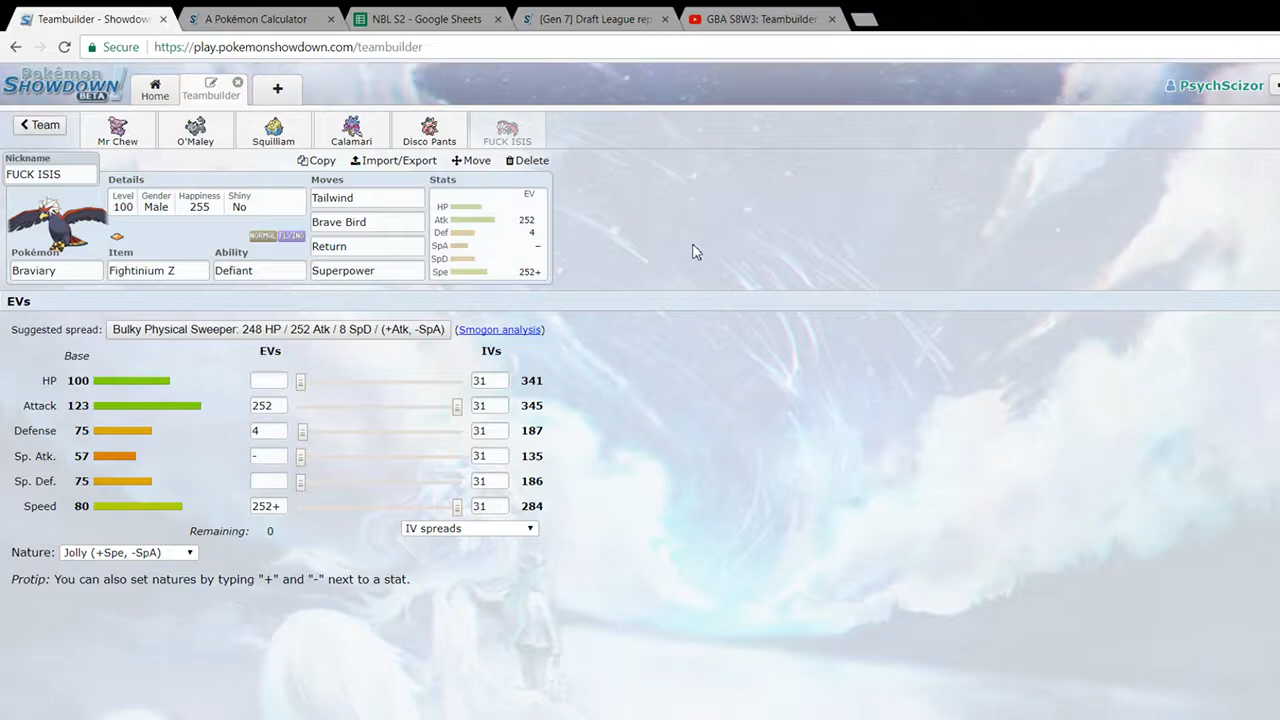 Teambuilder - Showdow
A Pokémon Calculator
NBL S2 - Google Sheets
[Gen 7] Draft League rep
GBA S8W3: Teambuilder
Secure
https://play.pokemonshowdown.com/teambuilder
Pokémon
SHOWDOWN!
BETA
Home
Teambuilder
PsychScizor
Team
Mr Chew
O'Maley
Squilliam
Calamari
Disco Pants
FUCK ISIS
Nickname
FUCK ISIS
Copy
Import/Export
Move
Delete
Details
Level
100
Gender
Male
Happiness
255
Shiny
No
NORMAL FLYING
Pokémon
Braviary
Item
Fightinium Z
Ability
Defiant
Moves
Tailwind
Brave Bird
Return
Superpower
Stats
EV
HP
Atk 252
Def 4
SpA –
SpD
Spe 252+
EVs
Suggested spread: Bulky Physical Sweeper: 248 HP / 252 Atk / 8 SpD / (+Atk, -SpA) (Smogon analysis)
Base EVs IVs
HP 100 31 341
Attack 123 252 31 345
Defense 75 4 31 187
Sp. Atk. 57 - 31 135
Sp. Def. 75 31 186
Speed 80 252+ 31 284
Remaining: 0
IV spreads
Nature: Jolly (+Spe, -SpA)
Protip: You can also set natures by typing "+" and "-" next to a stat.